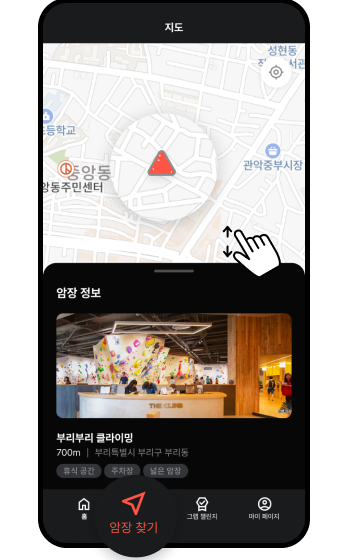 지도
성현동
등학교
중앙동
앙동주민센터
관악중부시장
암장 정보
THE CLIMB
부리부리 클라이밍
700m | 부리특별시 부리구 부리동
휴식 공간 주차장 넓은 암장
홈
암장 찾기
그램 챌린지
마이 페이지